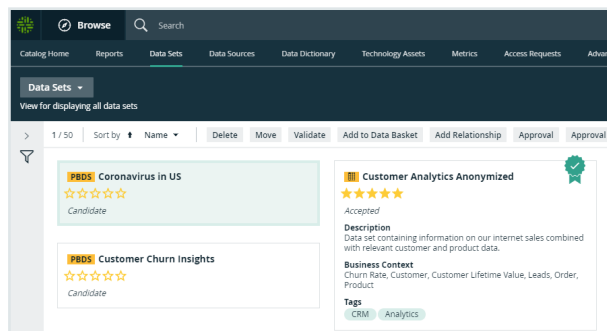 Browse
Search
Catalog Home
Reports
Data Sets
Data Sources
Data Dictionary
Technology Assets
Metrics
Access Requests
Data Sets
View for displaying all data sets
1 / 50
Sort by
Name
Delete
Move
Validate
Add to Data Basket
Add Relationship
Approval
Approval
PBDS Coronavirus in US
Candidate
PBDS Customer Churn Insights
Candidate
Customer Analytics Anonymized
Accepted
Description
Data set containing information on our internet sales combined
with relevant customer and product data.
Business Context
Churn Rate, Customer, Customer Lifetime Value, Leads, Order,
Product
Tags
CRM
Analytics